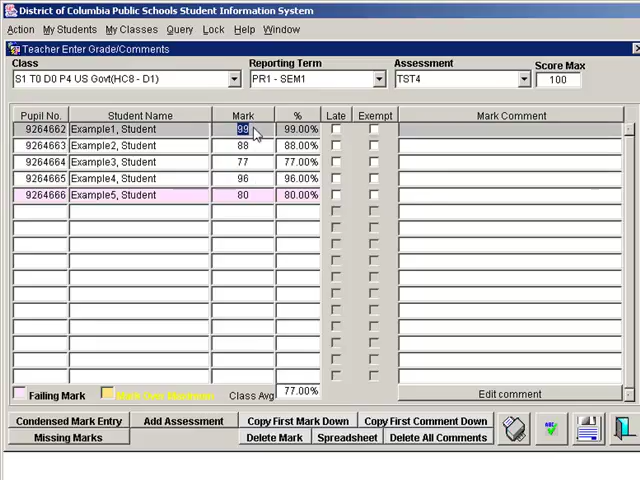 District of Columbia Public Schools Student Information System
Action My Students My Classes Query Lock Help Window
Teacher Enter Grade/Comments
Class Reporting Term Assessment Score Max
S1 T0 D0 P4 US Govt(HC8 - D1) PR1 - SEM1 TST4 100
Pupil No. Student Name Mark % Late Exempt Mark Comment
9264662 Example1, Student 99 99.00%
9264663 Example2, Student 88 88.00%
9264664 Example3, Student 77 77.00%
9264665 Example4, Student 96 96.00%
9264666 Example5, Student 80 80.00%
Failing Mark Mark Over Maximum Class Avg 77.00% Edit comment
Condensed Mark Entry Add Assessment Copy First Mark Down Copy First Comment Down
Missing Marks Delete Mark Spreadsheet Delete All Comments